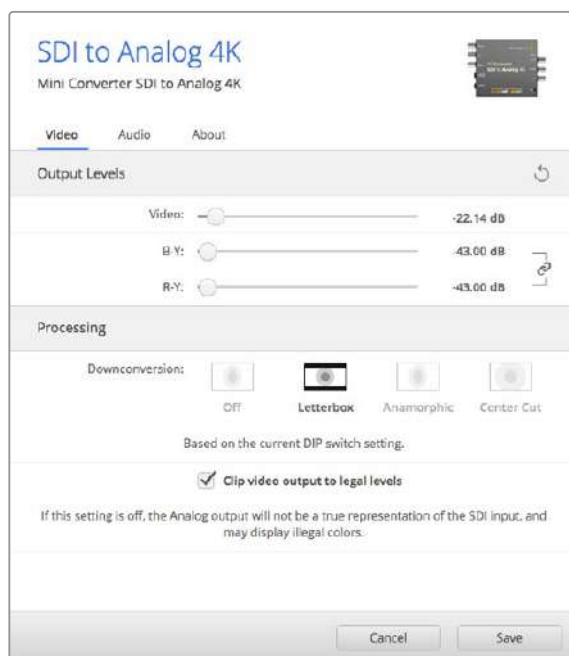 SDI to Analog 4K
Mini Converter SDI to Analog 4K
Video Audio About
Output Levels
Video: -22.14 dB
B-Y: -43.00 dB
R-Y: -43.00 dB
Processing
Downconversion:
Off Letterbox Anamorphic Center Cut
Based on the current DIP switch setting.
Clip video output to legal levels
If this setting is off, the Analog output will not be a true representation of the SDI input, and
may display illegal colors.
Cancel Save